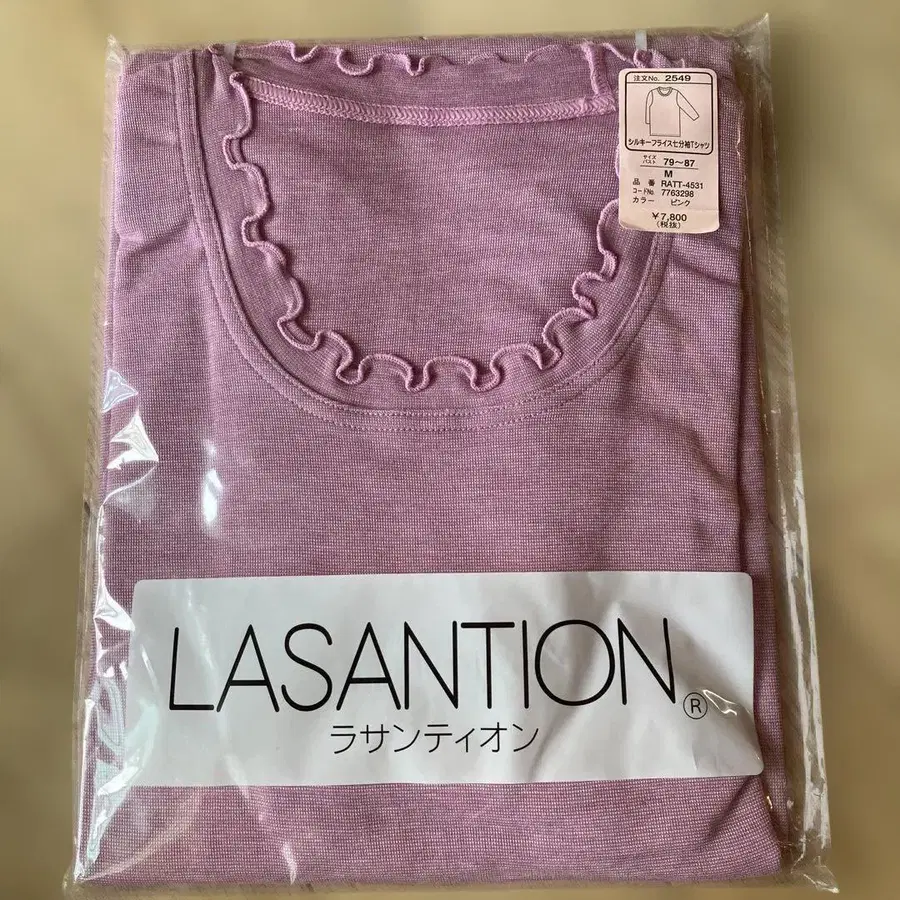 注文No. 2549
シルキーフライス七分袖Tシャツ
サイズ バスト 79〜87
M
品番 RATT-4531
コードNo. 7763298
カラー ピンク
¥7,800
(税抜)
LASANTION®
ラサンティオン